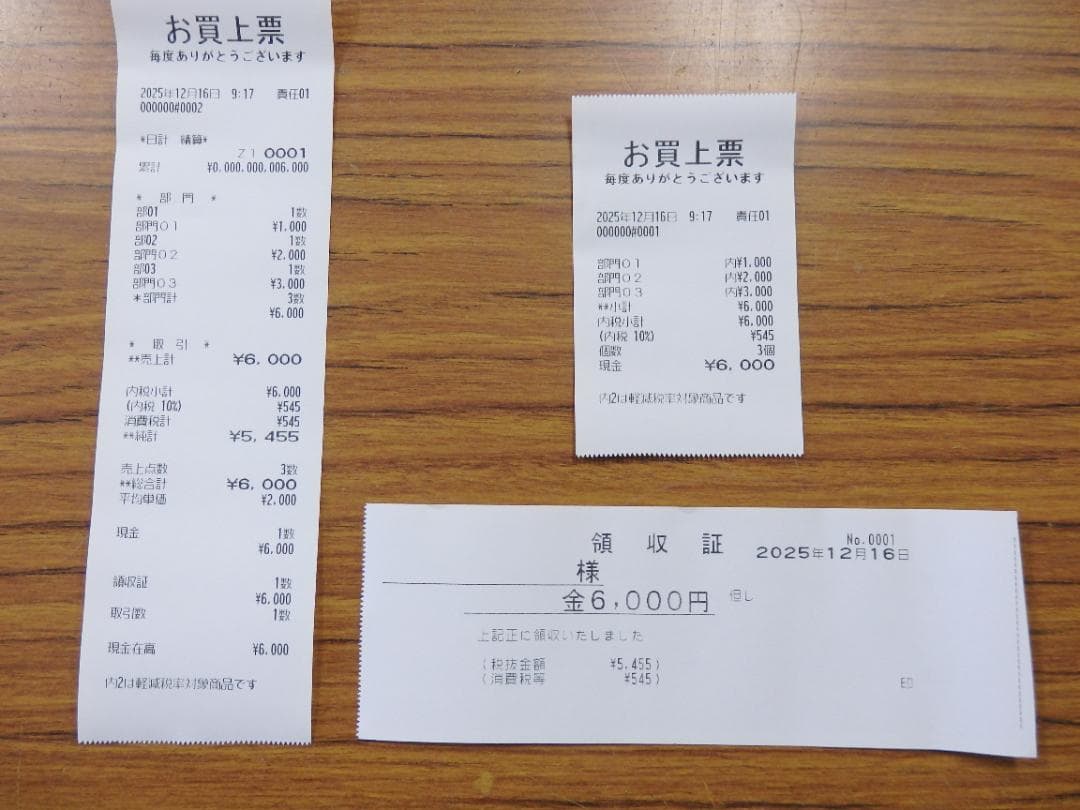 お買上票
毎度ありがとうございます
2025年12月16日 9:17 責任01
000000#0002
*日計 精算*
Z1 0001
累計 ¥0,000,000,006,000
* 部 門 *
部01 1数
部門01 ¥1,000
部02 1数
部門02 ¥2,000
部03 1数
部門03 ¥3,000
*部門計 3数
¥6,000
* 取 引 *
**売上計 ¥6,000
内税小計 ¥6,000
(内税 10%) ¥545
消費税計 ¥545
**純計 ¥5,455
売上点数 3数
**総合計 ¥6,000
平均単価 ¥2,000
現金 1数
¥6,000
領収証 1数
¥6,000
取引数 1数
現金在高 ¥6,000
内2は軽減税率対象商品です
お買上票
毎度ありがとうございます
2025年12月16日 9:17 責任01
000000#0001
部門01 内¥1,000
部門02 内¥2,000
部門03 内¥3,000
**小計 ¥6,000
内税小計 ¥6,000
(内税 10%) ¥545
個数 3個
現金 ¥6,000
内2は軽減税率対象商品です
領 収 証 No.0001
2025年12月16日
様
金6,000円 但し
上記正に領収いたしました
(税抜金額 ¥5,455)
(消費税等 ¥545)
印